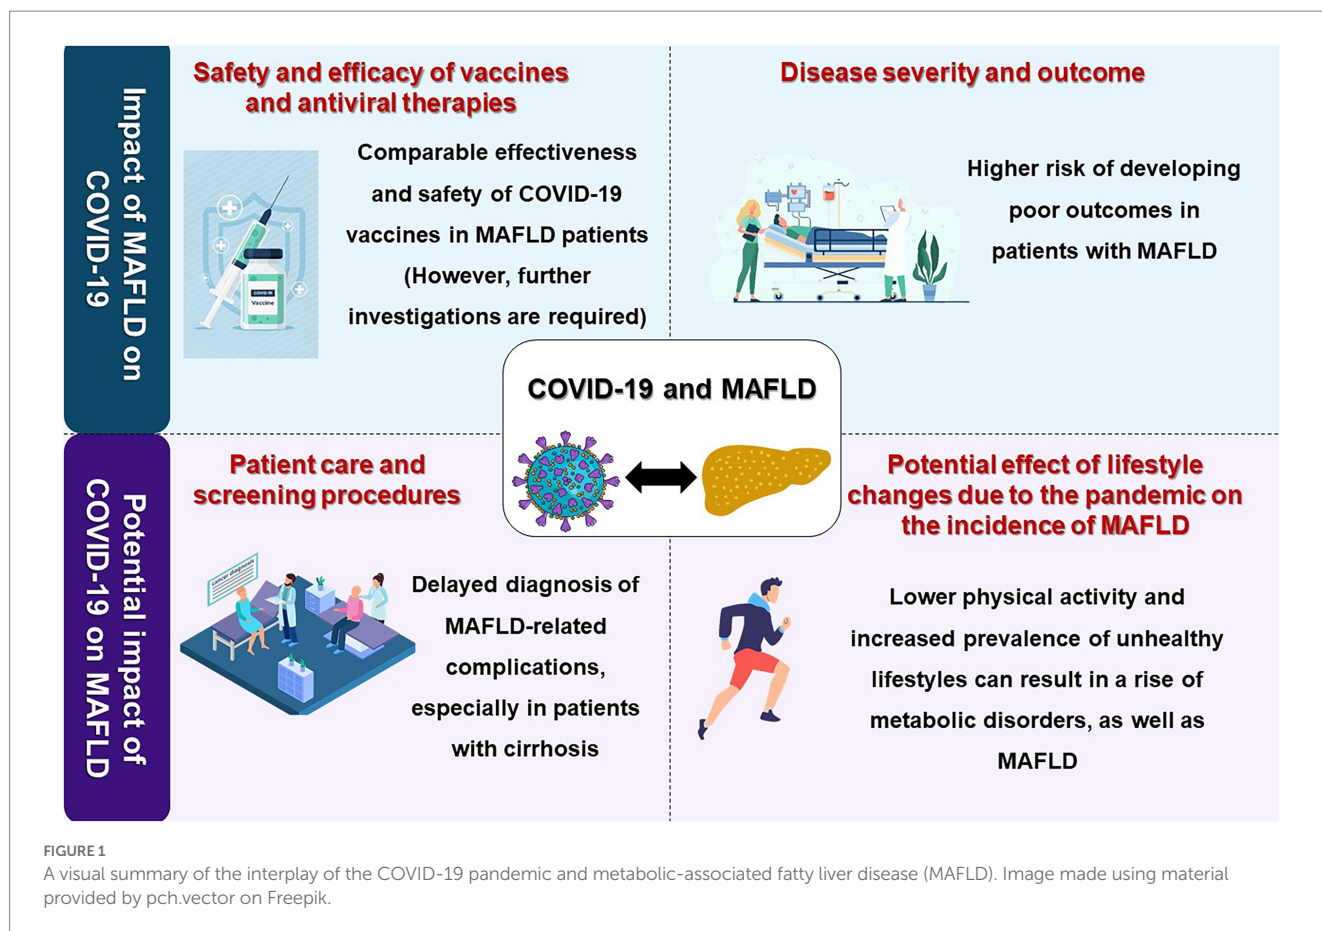 Impact of MAFLD on
COVID-19
Safety and efficacy of vaccines
and antiviral therapies
COVID-19
Vaccine
Comparable effectiveness
and safety of COVID-19
vaccines in MAFLD patients
(However, further
investigations are required)
Disease severity and outcome
Higher risk of developing
poor outcomes in
patients with MAFLD
COVID-19 and MAFLD
Potential impact of
COVID-19 on MAFLD
Patient care and
screening procedures
cancer diagnosis
Delayed diagnosis of
MAFLD-related
complications,
especially in patients
with cirrhosis
Potential effect of lifestyle
changes due to the pandemic on
the incidence of MAFLD
Lower physical activity and
increased prevalence of unhealthy
lifestyles can result in a rise of
metabolic disorders, as well as
MAFLD
FIGURE 1
A visual summary of the interplay of the COVID-19 pandemic and metabolic-associated fatty liver disease (MAFLD). Image made using material
provided by pch.vector on Freepik.